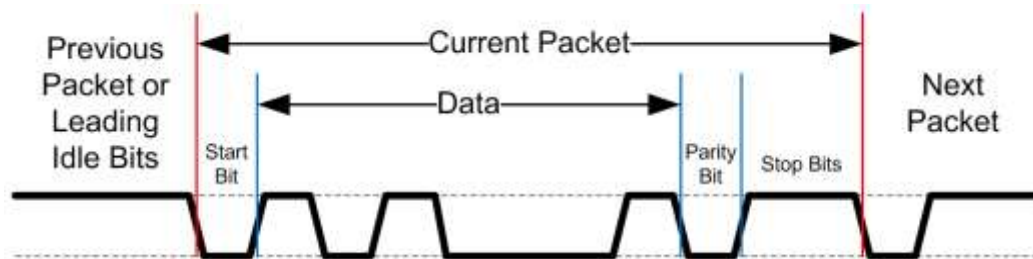 Previous
Packet or
Leading
Idle Bits
Current Packet
Data
Start
Bit
Parity
Bit
Stop Bits
Next
Packet